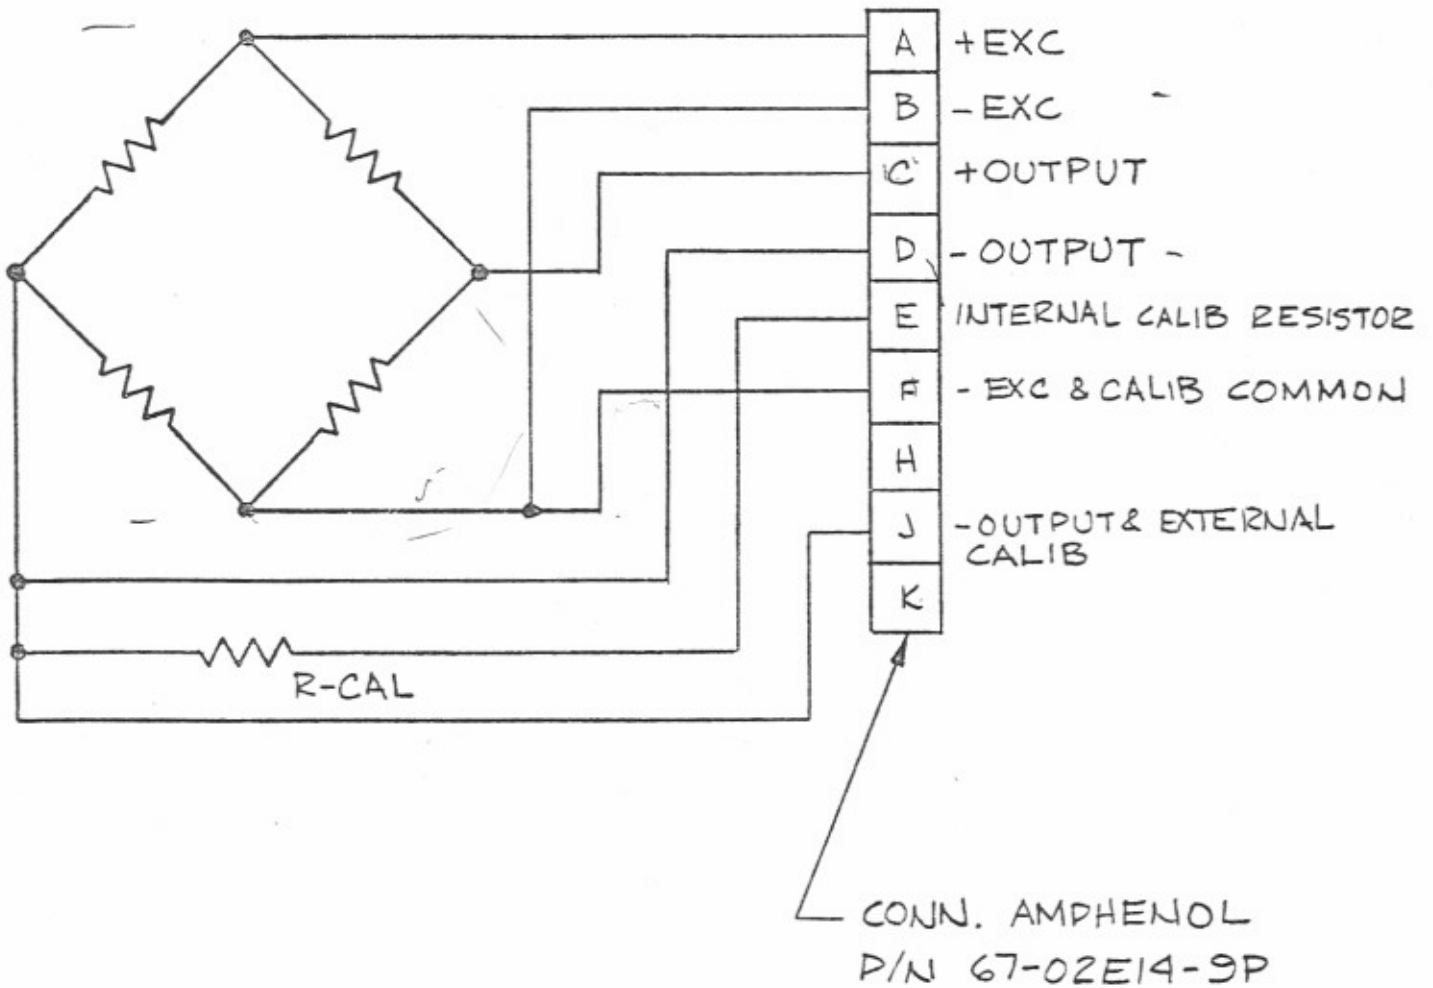 A +EXC
B -EXC
C +OUTPUT
D -OUTPUT -
E INTERNAL CALIB RESISTOR
F -EXC & CALIB COMMON
H
J -OUTPUT & EXTERNAL
CALIB
K
R-CAL
CONN. AMPHENOL
P/N 67-02E14-9P